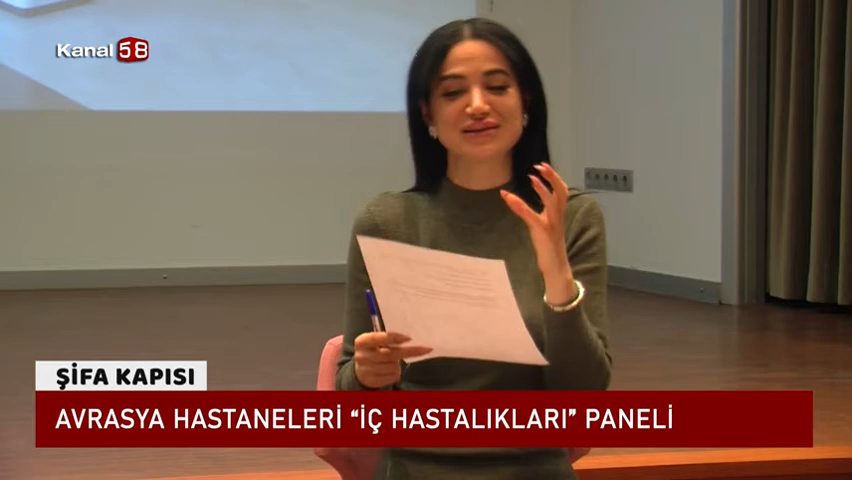 Kanal 58
ŞİFA KAPISI
AVRASYA HASTANELERİ “İÇ HASTALIKLARI” PANELİ